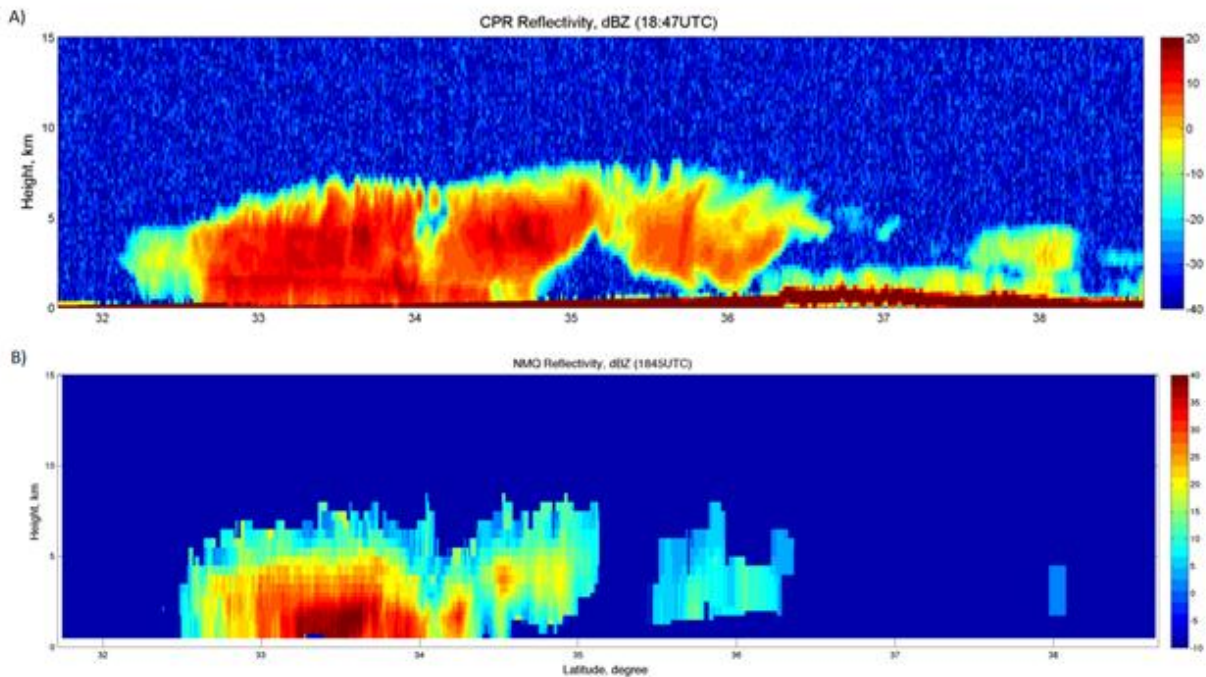 A)
CPR Reflectivity, dBZ (18:47UTC)
Height, km
15
10
5
0
32 33 34 35 36 37 38
20
10
0
-10
-20
-30
-40
B)
NMQ Reflectivity, dBZ (1845UTC)
Height, km
15
10
5
0
32 33 34 35 36 37 38
Latitude, degree
40
35
30
25
20
15
10
5
0
-5
-10